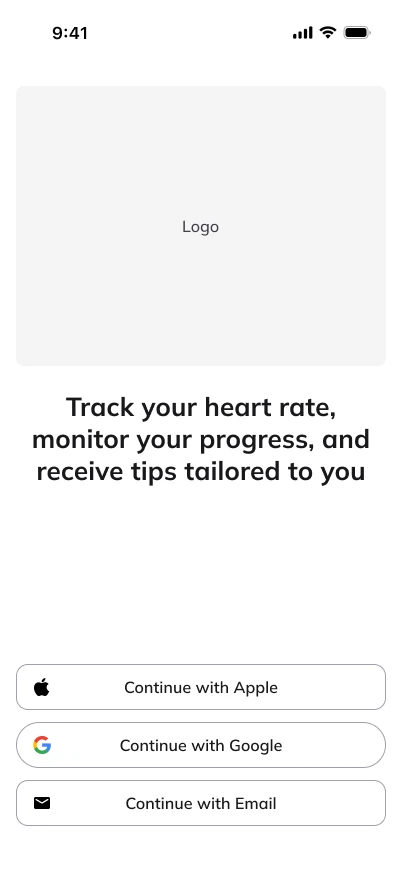 9:41
Logo
Track your heart rate,
monitor your progress, and
receive tips tailored to you
Continue with Apple
Continue with Google
Continue with Email